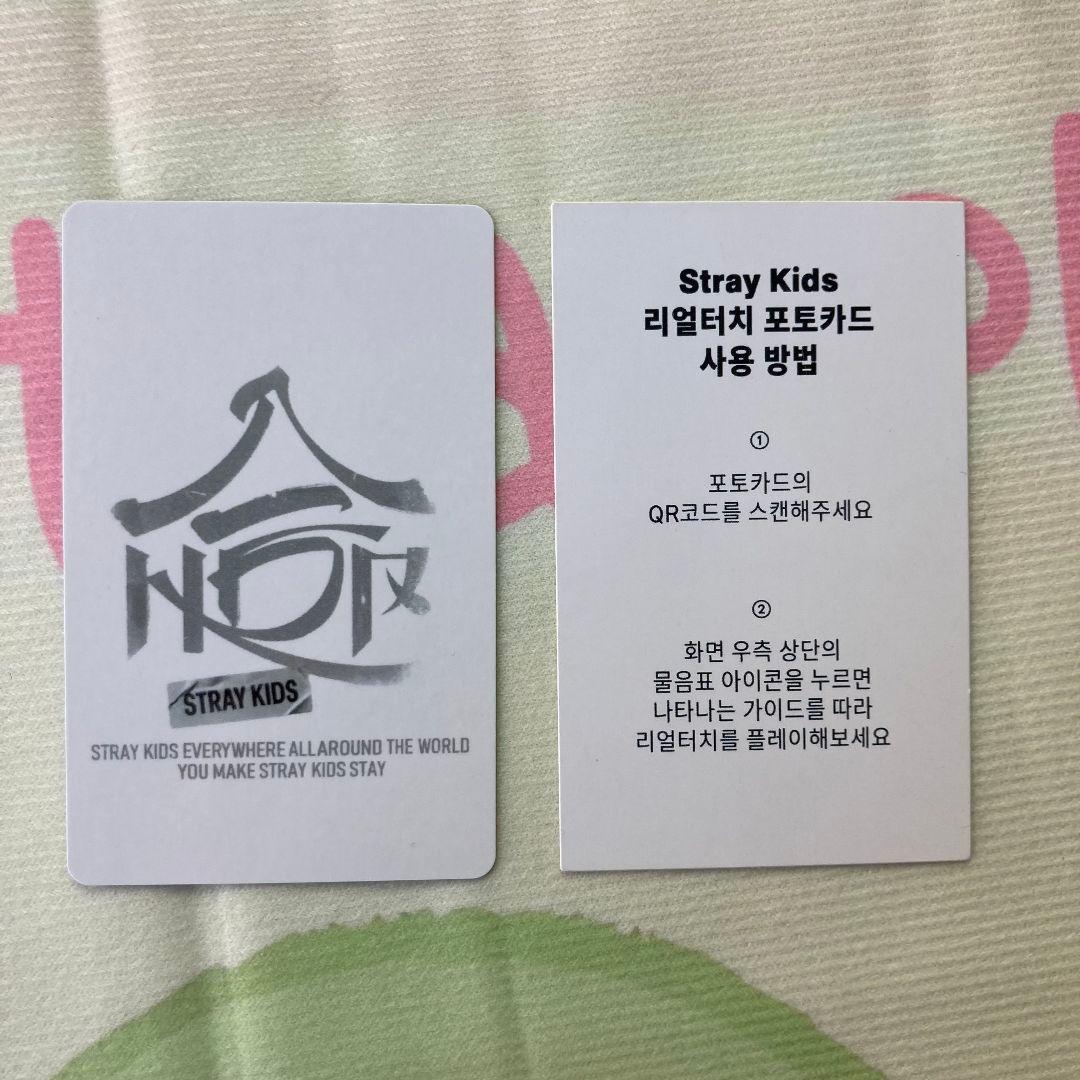 STRAY KIDS
STRAY KIDS EVERYWHERE ALLAROUND THE WORLD
YOU MAKE STRAY KIDS STAY
Stray Kids
리얼터치 포토카드
사용 방법
①
포토카드의
QR코드를 스캔해주세요
②
화면 우측 상단의
물음표 아이콘을 누르면
나타나는 가이드를 따라
리얼터치를 플레이해보세요